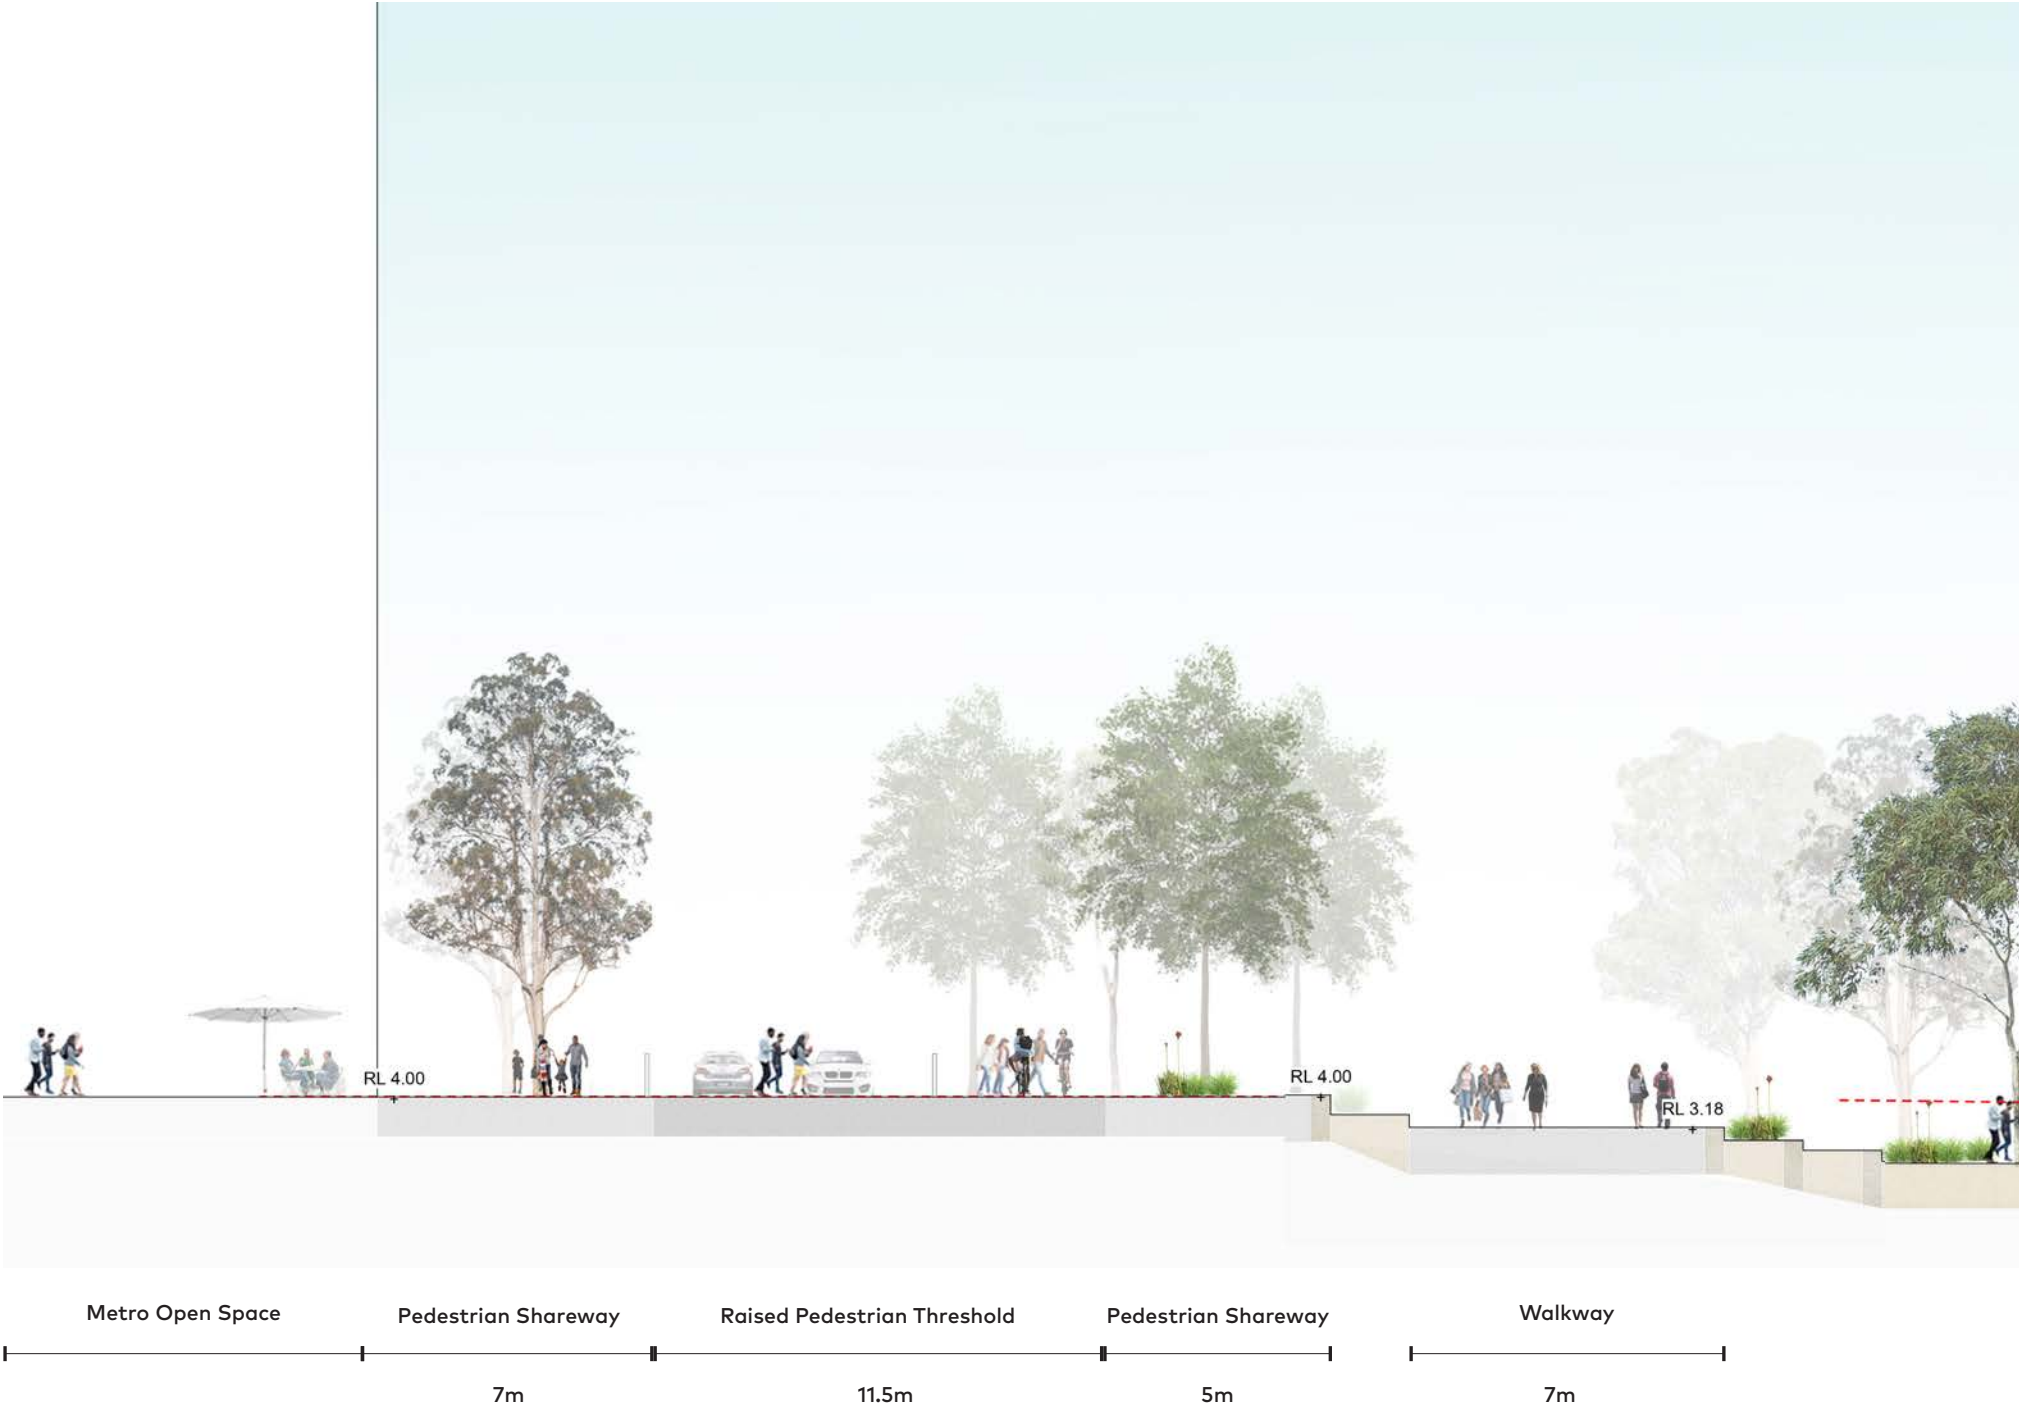 RL 4.00
RL 4.00
RL 3.18
Metro Open Space
Pedestrian Shareway
Raised Pedestrian Threshold
Pedestrian Shareway
Walkway
7m
11.5m
5m
7m